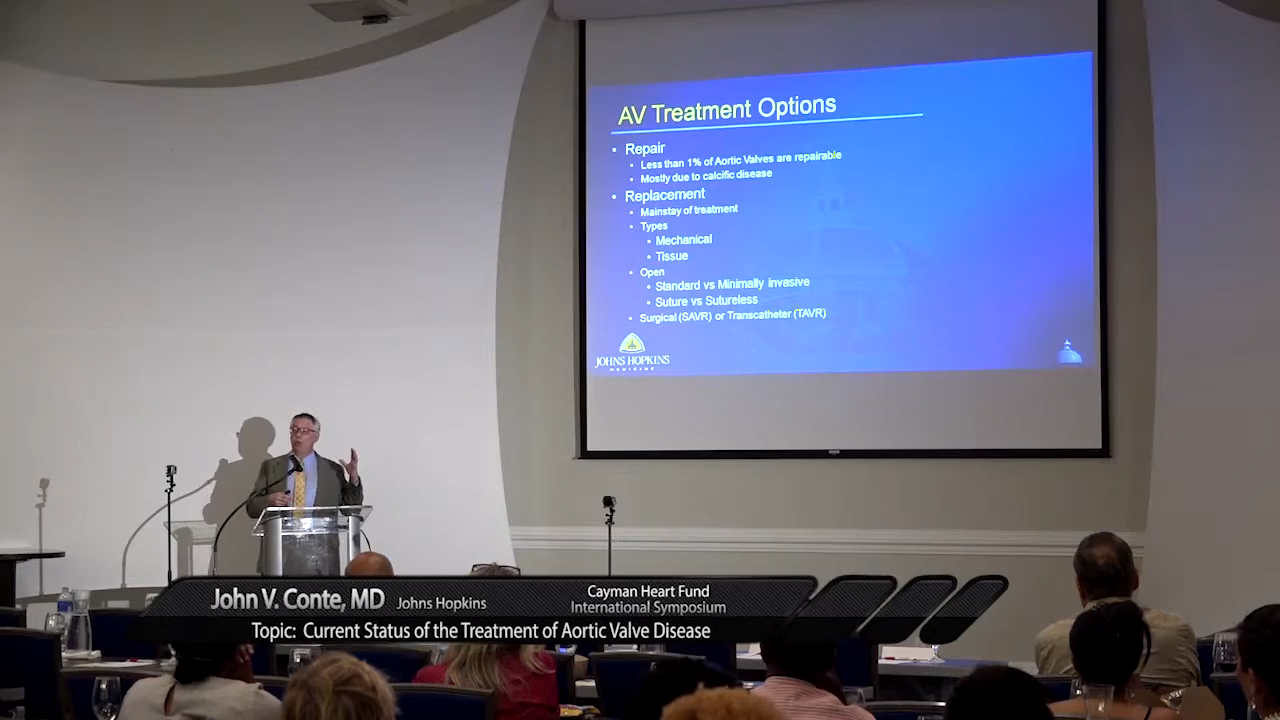 AV Treatment Options
• Repair
• Less than 1% of Aortic Valves are repairable
• Mostly due to calcific disease
• Replacement
• Mainstay of treatment
• Types
• Mechanical
• Tissue
• Open
• Standard vs Minimally invasive
• Suture vs Sutureless
• Surgical (SAVR) or Transcatheter (TAVR)
JOHNS HOPKINS
MEDICINE
John V. Conte, MD Johns Hopkins
Cayman Heart Fund
International Symposium
Topic: Current Status of the Treatment of Aortic Valve Disease